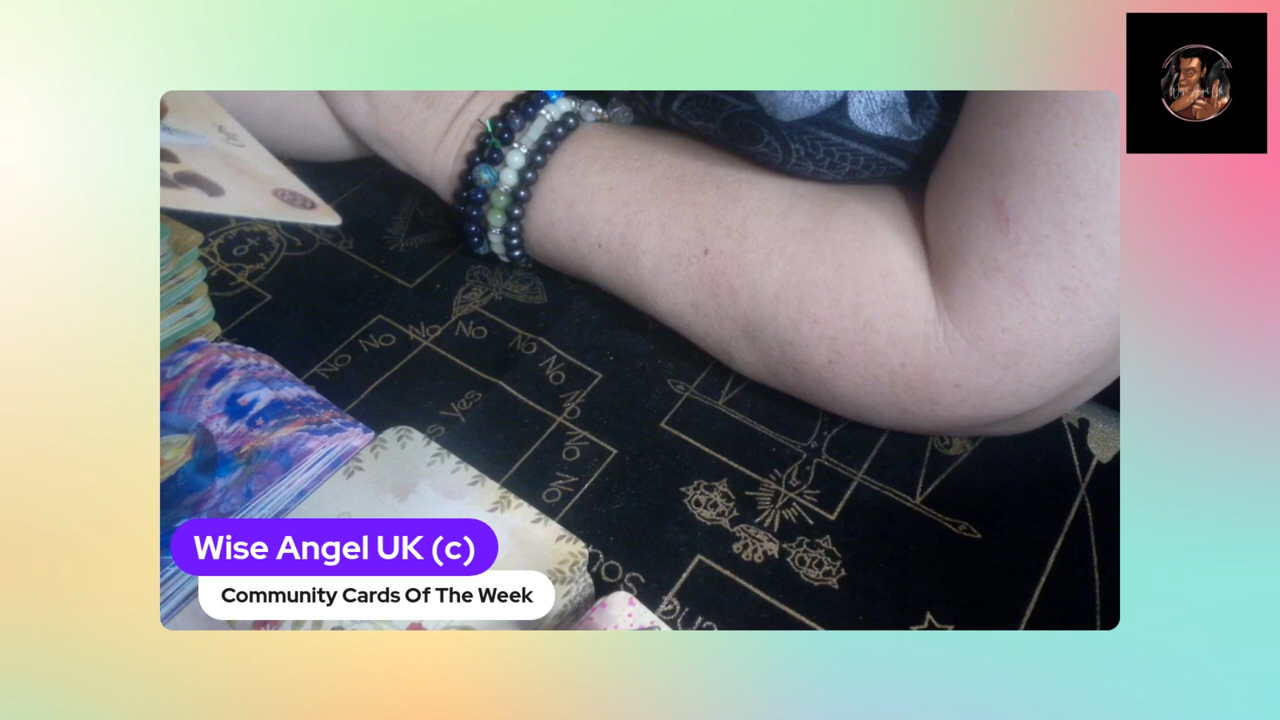 No No No No No No No No No
Yes
Wise Angel UK (c)
Community Cards Of The Week